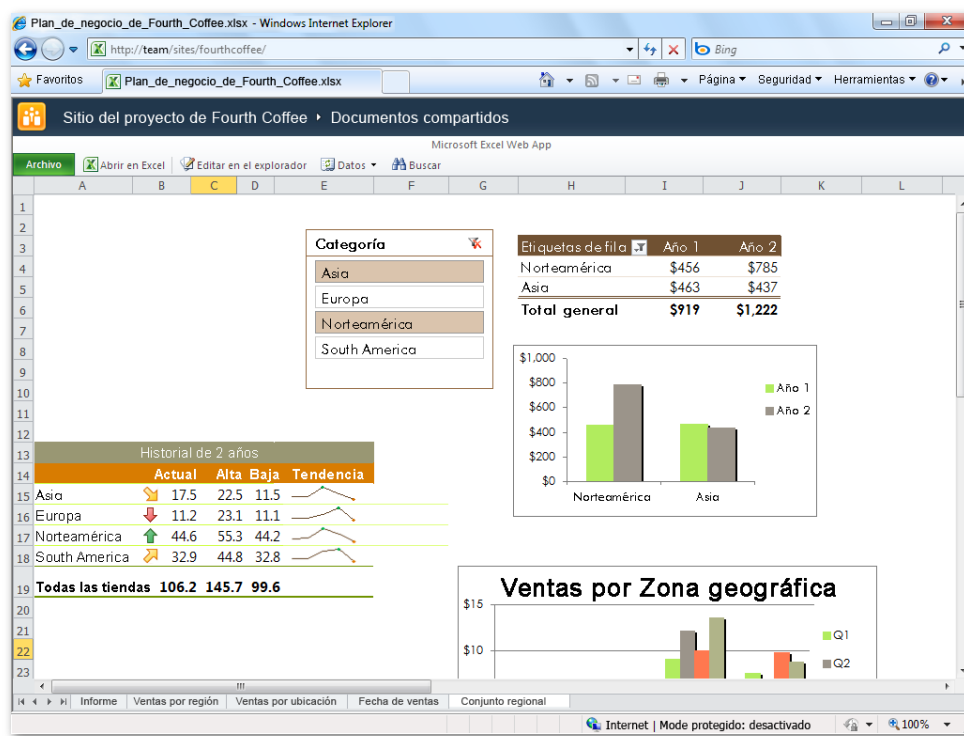 Plan_de_negocio_de_Fourth_Coffee.xlsx - Windows Internet Explorer
http://team/sites/fourthcoffee/
Bing
Favoritos
Plan_de_negocio_de_Fourth_Coffee.xlsx
Página Seguridad Herramientas
Sitio del proyecto de Fourth Coffee Documentos compartidos
Microsoft Excel Web App
Archivo Abrir en Excel Editar en el explorador Datos Buscar
A B C D E F G H I J K L
1
2
3
4
5
6
7
8
9
10
11
12
13
14
15
16
17
18
19
20
21
22
23
Categoría
Asia
Europa
Norteamérica
South America
Etiquetas de fila Año 1 Año 2
Norteamérica $456 $785
Asia $463 $437
Total general $919 $1,222
$1,000
$800
$600
$400
$200
$0
Norteamérica Asia
Año 1
Año 2
Historial de 2 años
Actual Alta Baja Tendencia
Asia 17.5 22.5 11.5
Europa 11.2 23.1 11.1
Norteamérica 44.6 55.3 44.2
South America 32.9 44.8 32.8
Todas las tiendas 106.2 145.7 99.6
Ventas por Zona geográfica
$15
$10
Q1
Q2
Informe Ventas por región Ventas por ubicación Fecha de ventas Conjunto regional
Internet | Modo protegido: desactivado 100%